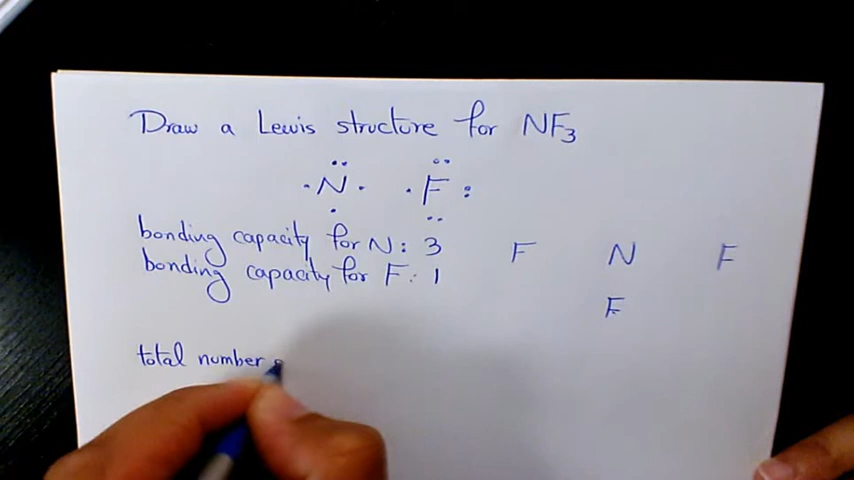 Draw a Lewis structure for NF₃
·N̈· ·F̈:
bonding capacity for N: 3
bonding capacity for F: 1
F N F
F
total number